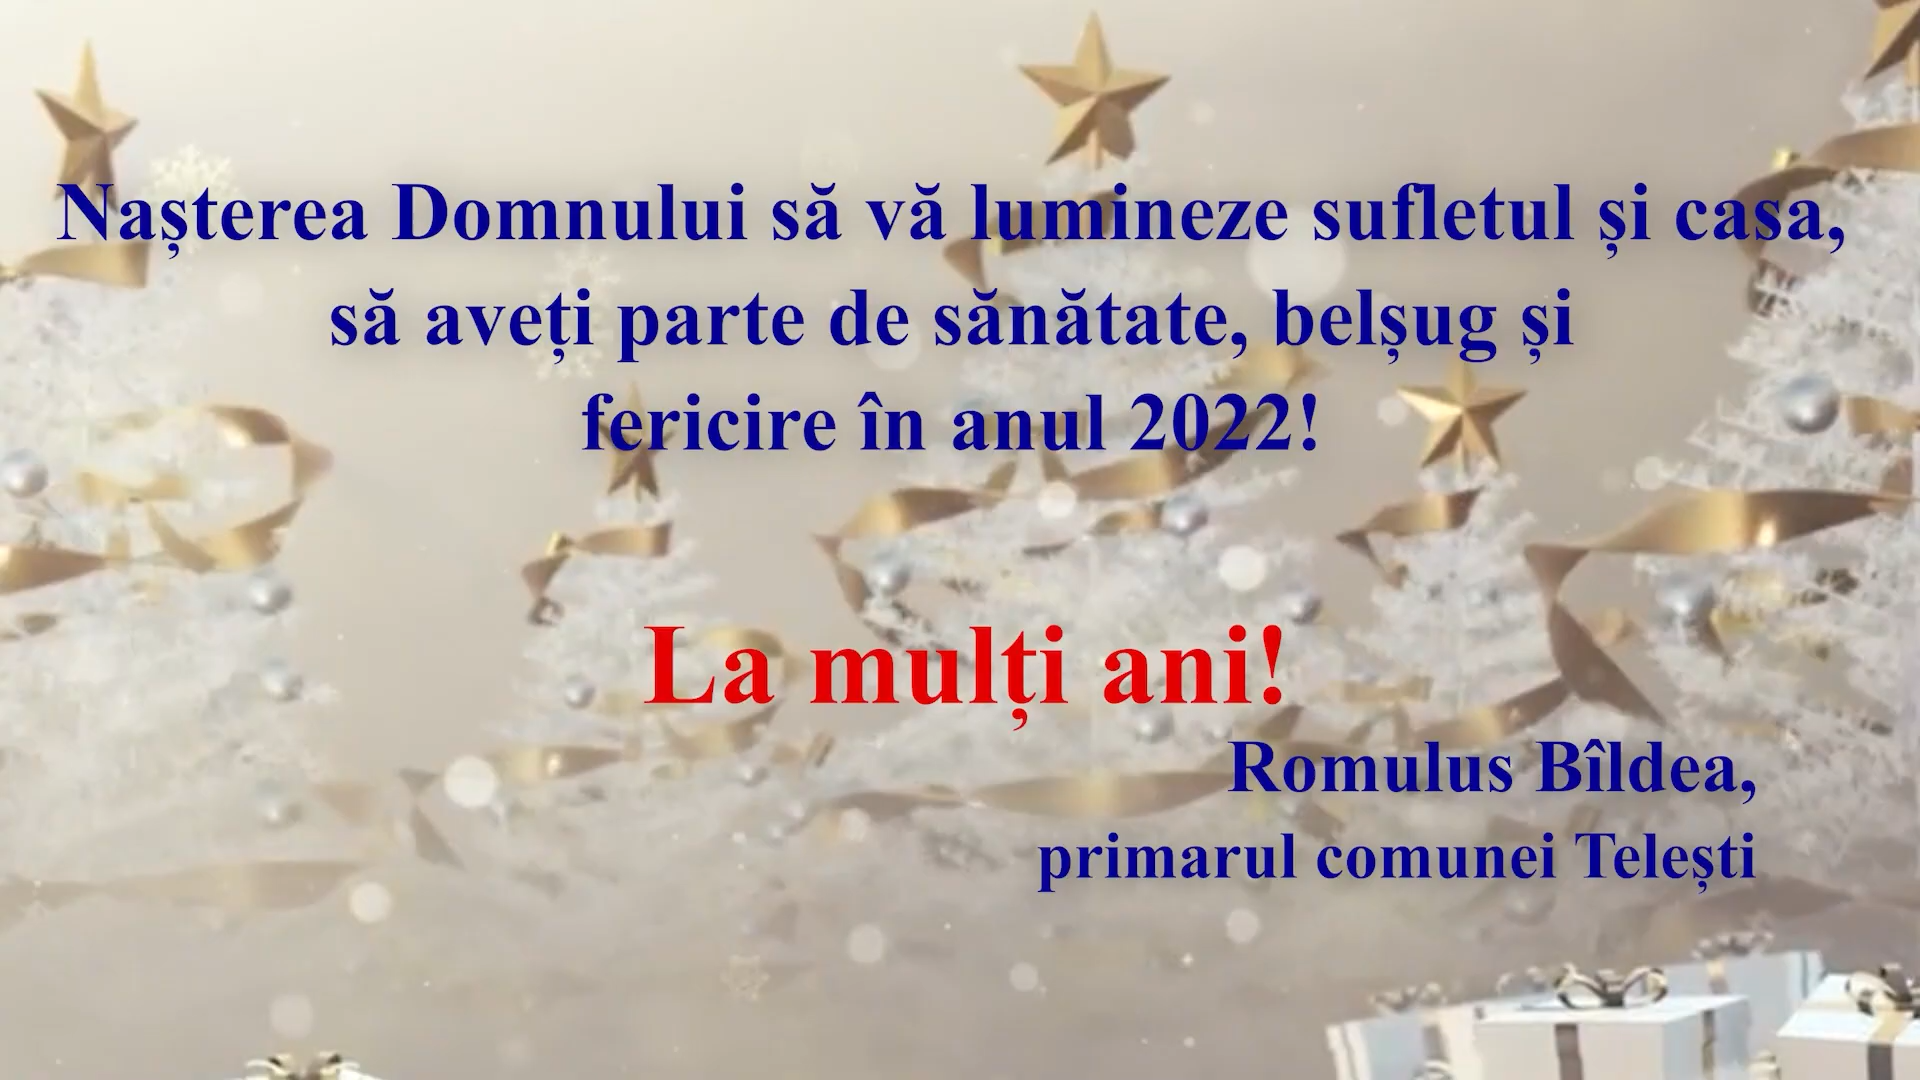 Nașterea Domnului să vă lumineze sufletul și casa,
să aveți parte de sănătate, belșug și
fericire în anul 2022!
La mulți ani!
Romulus Bîldea,
primarul comunei Telești